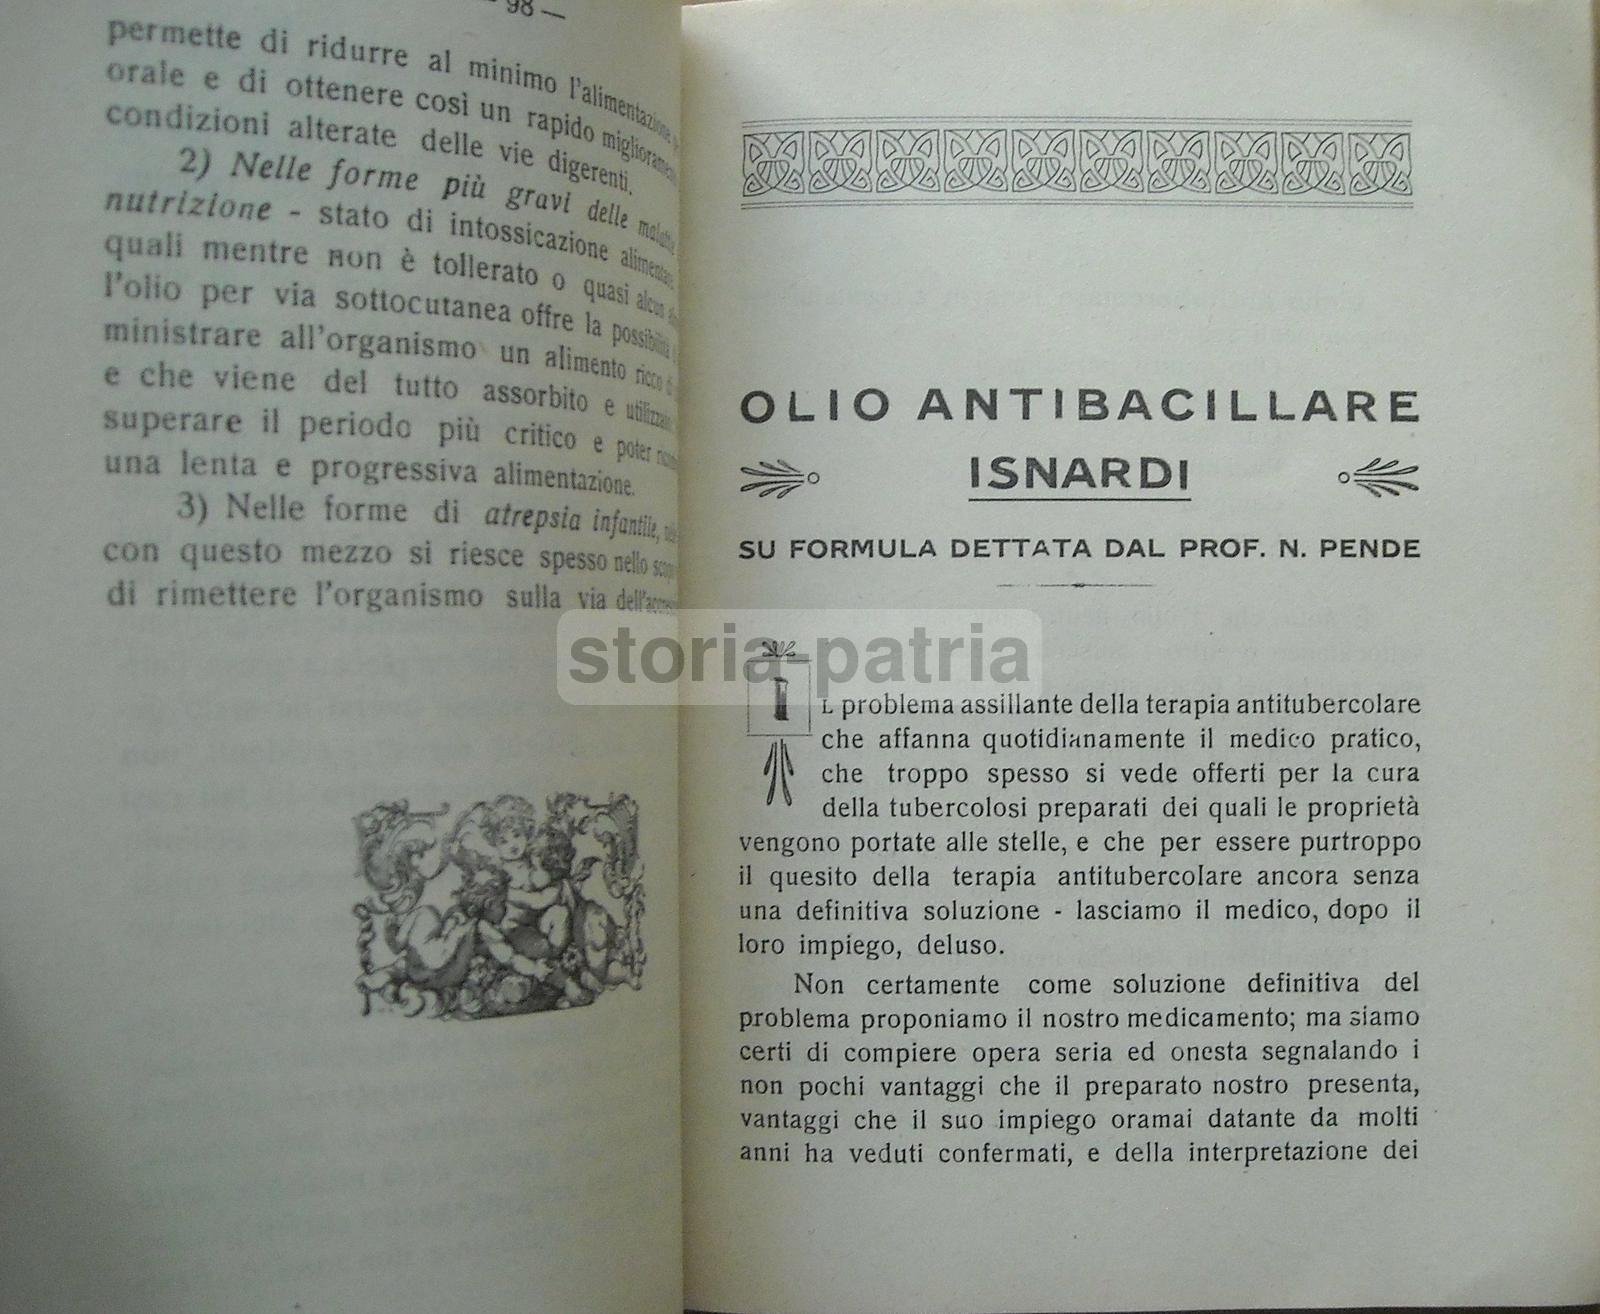 — 98 —
permette di ridurre al minimo l'alimentazione
orale e di ottenere così un rapido miglioramento
condizioni alterate delle vie digerenti.
2) Nelle forme più gravi delle malattie
nutrizione - stato di intossicazione alimentare
quali mentre non è tollerato o quasi alcun
l'olio per via sottocutanea offre la possibilità
ministrare all'organismo un alimento ricco di
e che viene del tutto assorbito e utilizzato
superare il periodo più critico e poter
una lenta e progressiva alimentazione.
3) Nelle forme di atrepsia infantile,
con questo mezzo si riesce spesso nello scopo
di rimettere l'organismo sulla via
OLIO ANTIBACILLARE
ISNARDI
SU FORMULA DETTATA DAL PROF. N. PENDE
storia-patria
IL problema assillante della terapia antitubercolare
che affanna quotidianamente il medico pratico,
che troppo spesso si vede offerti per la cura
della tubercolosi preparati dei quali le proprietà
vengono portate alle stelle, e che per essere purtroppo
il quesito della terapia antitubercolare ancora senza
una definitiva soluzione - lasciamo il medico, dopo il
loro impiego, deluso.
Non certamente come soluzione definitiva del
problema proponiamo il nostro medicamento; ma siamo
certi di compiere opera seria ed onesta segnalando i
non pochi vantaggi che il preparato nostro presenta,
vantaggi che il suo impiego oramai datante da molti
anni ha veduti confermati, e della interpretazione dei